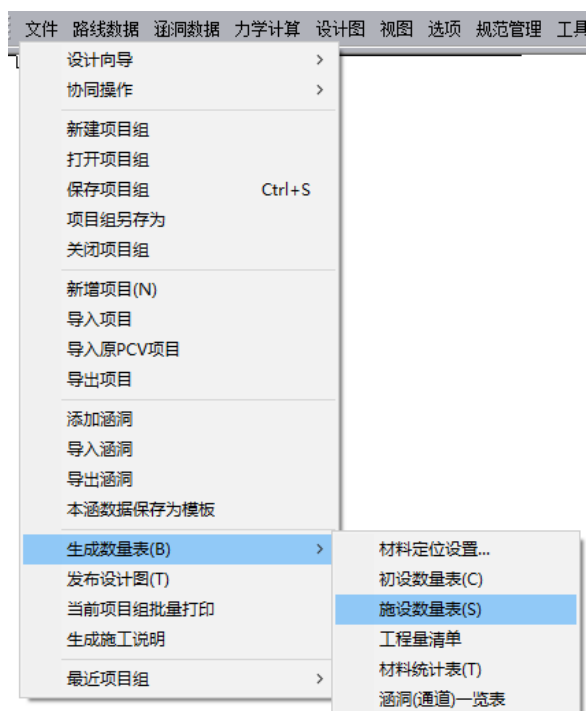 文件 路线数据 涵洞数据 力学计算 设计图 视图 选项 规范管理 工具
设计向导 >
协同操作 >
新建项目组
打开项目组
保存项目组 Ctrl+S
项目组另存为
关闭项目组
新增项目(N)
导入项目
导入原PCV项目
导出项目
添加涵洞
导入涵洞
导出涵洞
本涵数据保存为模板
生成数量表(B) >
发布设计图(T)
当前项目组批量打印
生成施工说明
最近项目组 >
材料定位设置...
初设数量表(C)
施设数量表(S)
工程量清单
材料统计表(T)
涵洞(通道)一览表